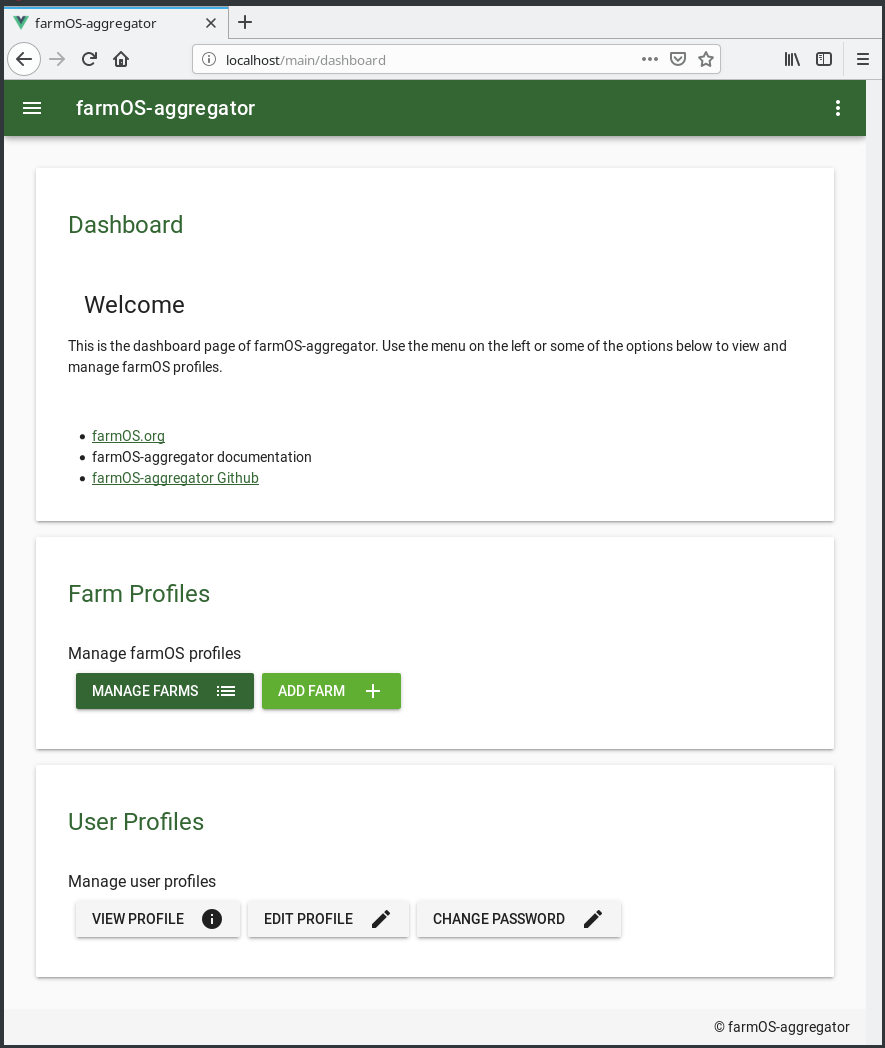 farmOS-aggregator
localhost/main/dashboard
farmOS-aggregator
Dashboard
Welcome
This is the dashboard page of farmOS-aggregator. Use the menu on the left or some of the options below to view and
manage farmOS profiles.
farmOS.org
farmOS-aggregator documentation
farmOS-aggregator Github
Farm Profiles
Manage farmOS profiles
MANAGE FARMS
ADD FARM
User Profiles
Manage user profiles
VIEW PROFILE
EDIT PROFILE
CHANGE PASSWORD
© farmOS-aggregator